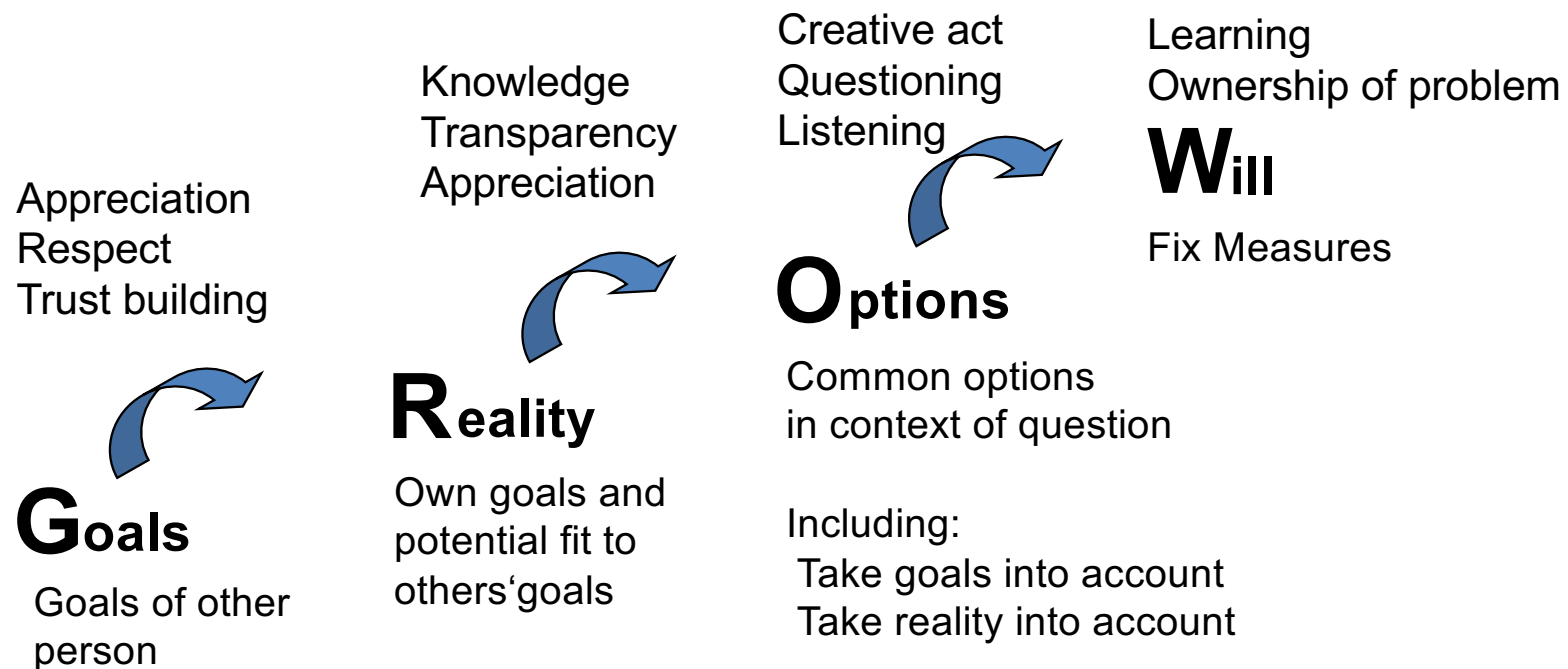 Appreciation
Respect
Trust building
Goals
Goals of other
person
Knowledge
Transparency
Appreciation
Reality
Own goals and
potential fit to
others‘goals
Creative act
Questioning
Listening
Options
Common options
in context of question
Including:
Take goals into account
Take reality into account
Learning
Ownership of problem
Will
Fix Measures